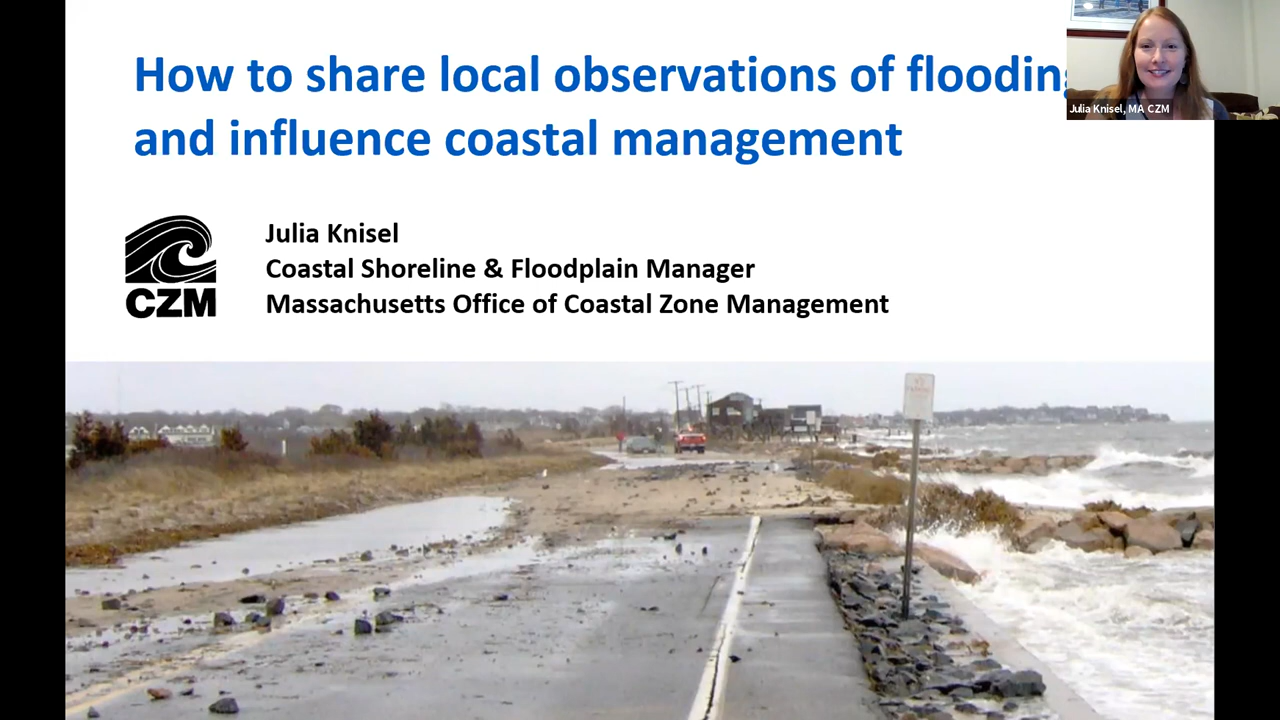 How to share local observations of flooding
and influence coastal management
Julia Knisel, MA CZM
CZM
Julia Knisel
Coastal Shoreline & Floodplain Manager
Massachusetts Office of Coastal Zone Management